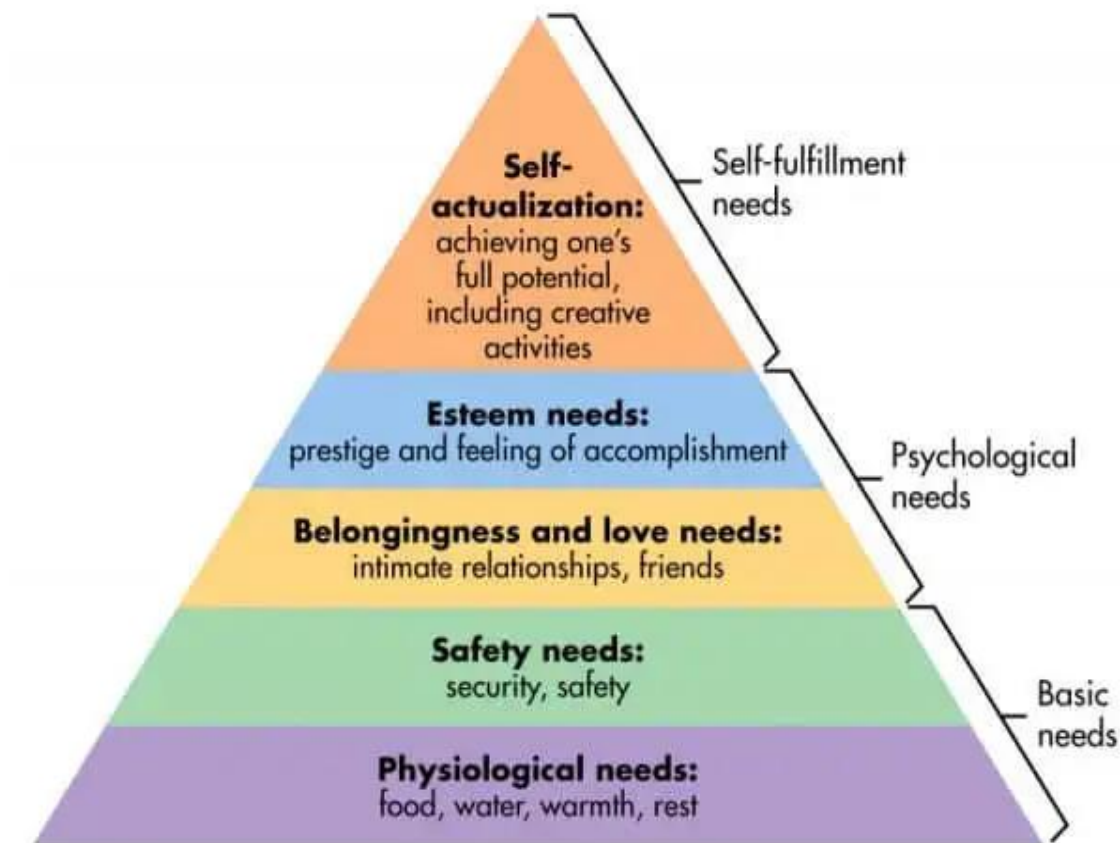 Self-
actualization:
achieving one's
full potential,
including creative
activities
Self-fulfillment
needs
Esteem needs:
prestige and feeling of accomplishment
Psychological
needs
Belongingness and love needs:
intimate relationships, friends
Safety needs:
security, safety
Basic
needs
Physiological needs:
food, water, warmth, rest